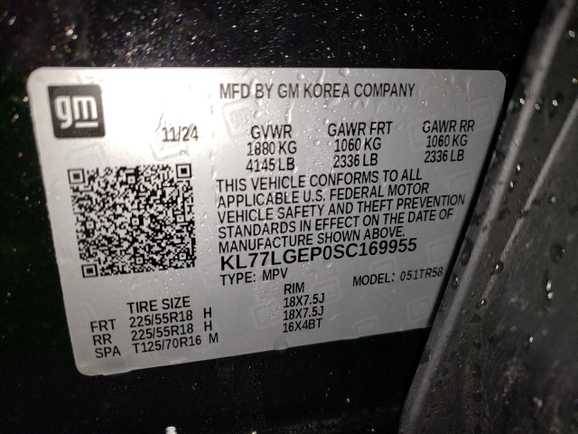 gm
MFD BY GM KOREA COMPANY
11/24 GVWR GAWR FRT GAWR RR
1880 KG 1060 KG 1060 KG
4145 LB 2336 LB 2336 LB
THIS VEHICLE CONFORMS TO ALL
APPLICABLE U.S. FEDERAL MOTOR
VEHICLE SAFETY AND THEFT PREVENTION
STANDARDS IN EFFECT ON THE DATE OF
MANUFACTURE SHOWN ABOVE.
KL77LGEP0SC169955
TYPE: MPV MODEL: 051TR58
TIRE SIZE RIM
FRT 225/55R18 H 18X7.5J
RR 225/55R18 H 18X7.5J
SPA T125/70R16 M 16X4BT